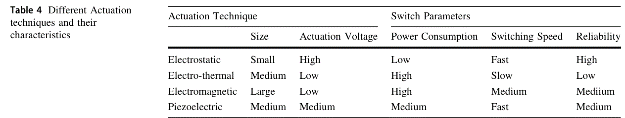 Table 4 Different Actuation
techniques and their
characteristics
Actuation Technique Switch Parameters
Size Actuation Voltage Power Consumption Switching Speed Reliability
Electrostatic Small High Low Fast High
Electro-thermal Medium Low High Slow Low
Electromagnetic Large Low High Medium Mediium
Piezoelectric Medium Medium Medium Fast Medium